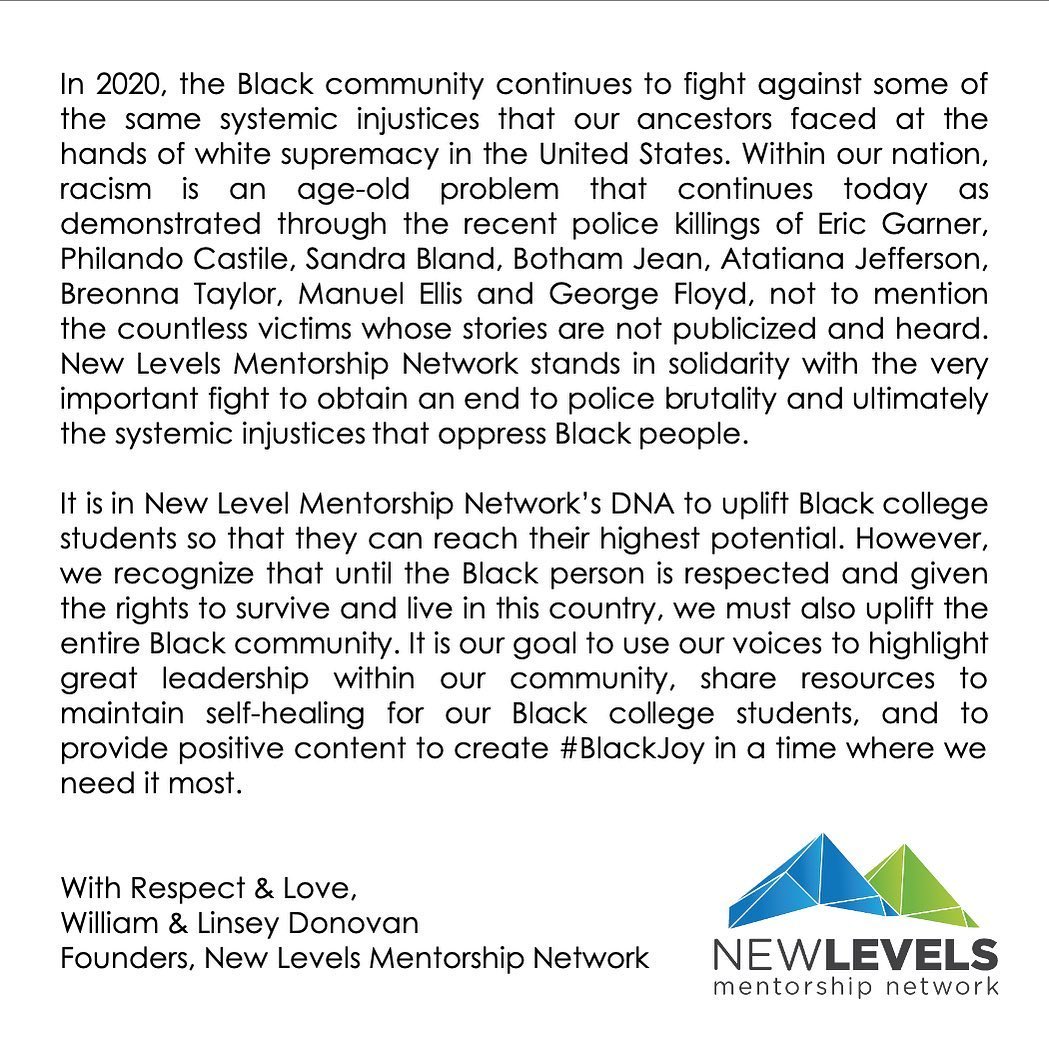 In 2020, the Black community continues to fight against some of
the same systemic injustices that our ancestors faced at the
hands of white supremacy in the United States. Within our nation,
racism is an age-old problem that continues today as
demonstrated through the recent police killings of Eric Garner,
Philando Castile, Sandra Bland, Botham Jean, Atatiana Jefferson,
Breonna Taylor, Manuel Ellis and George Floyd, not to mention
the countless victims whose stories are not publicized and heard.
New Levels Mentorship Network stands in solidarity with the very
important fight to obtain an end to police brutality and ultimately
the systemic injustices that oppress Black people.
It is in New Level Mentorship Network’s DNA to uplift Black college
students so that they can reach their highest potential. However,
we recognize that until the Black person is respected and given
the rights to survive and live in this country, we must also uplift the
entire Black community. It is our goal to use our voices to highlight
great leadership within our community, share resources to
maintain self-healing for our Black college students, and to
provide positive content to create #BlackJoy in a time where we
need it most.
With Respect & Love,
William & Linsey Donovan
Founders, New Levels Mentorship Network
NEWLEVELS
mentorship network